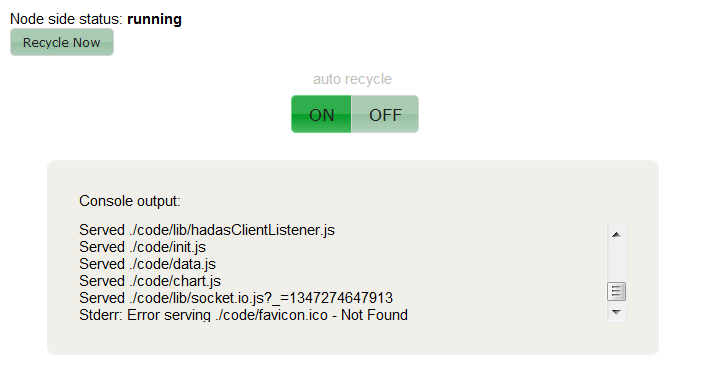 Node side status: running
Recycle Now
auto recycle
ON OFF
Console output:
Served ./code/lib/hadasClientListener.js
Served ./code/init.js
Served ./code/data.js
Served ./code/chart.js
Served ./code/lib/socket.io.js?_=1347274647913
Stderr: Error serving ./code/favicon.ico - Not Found